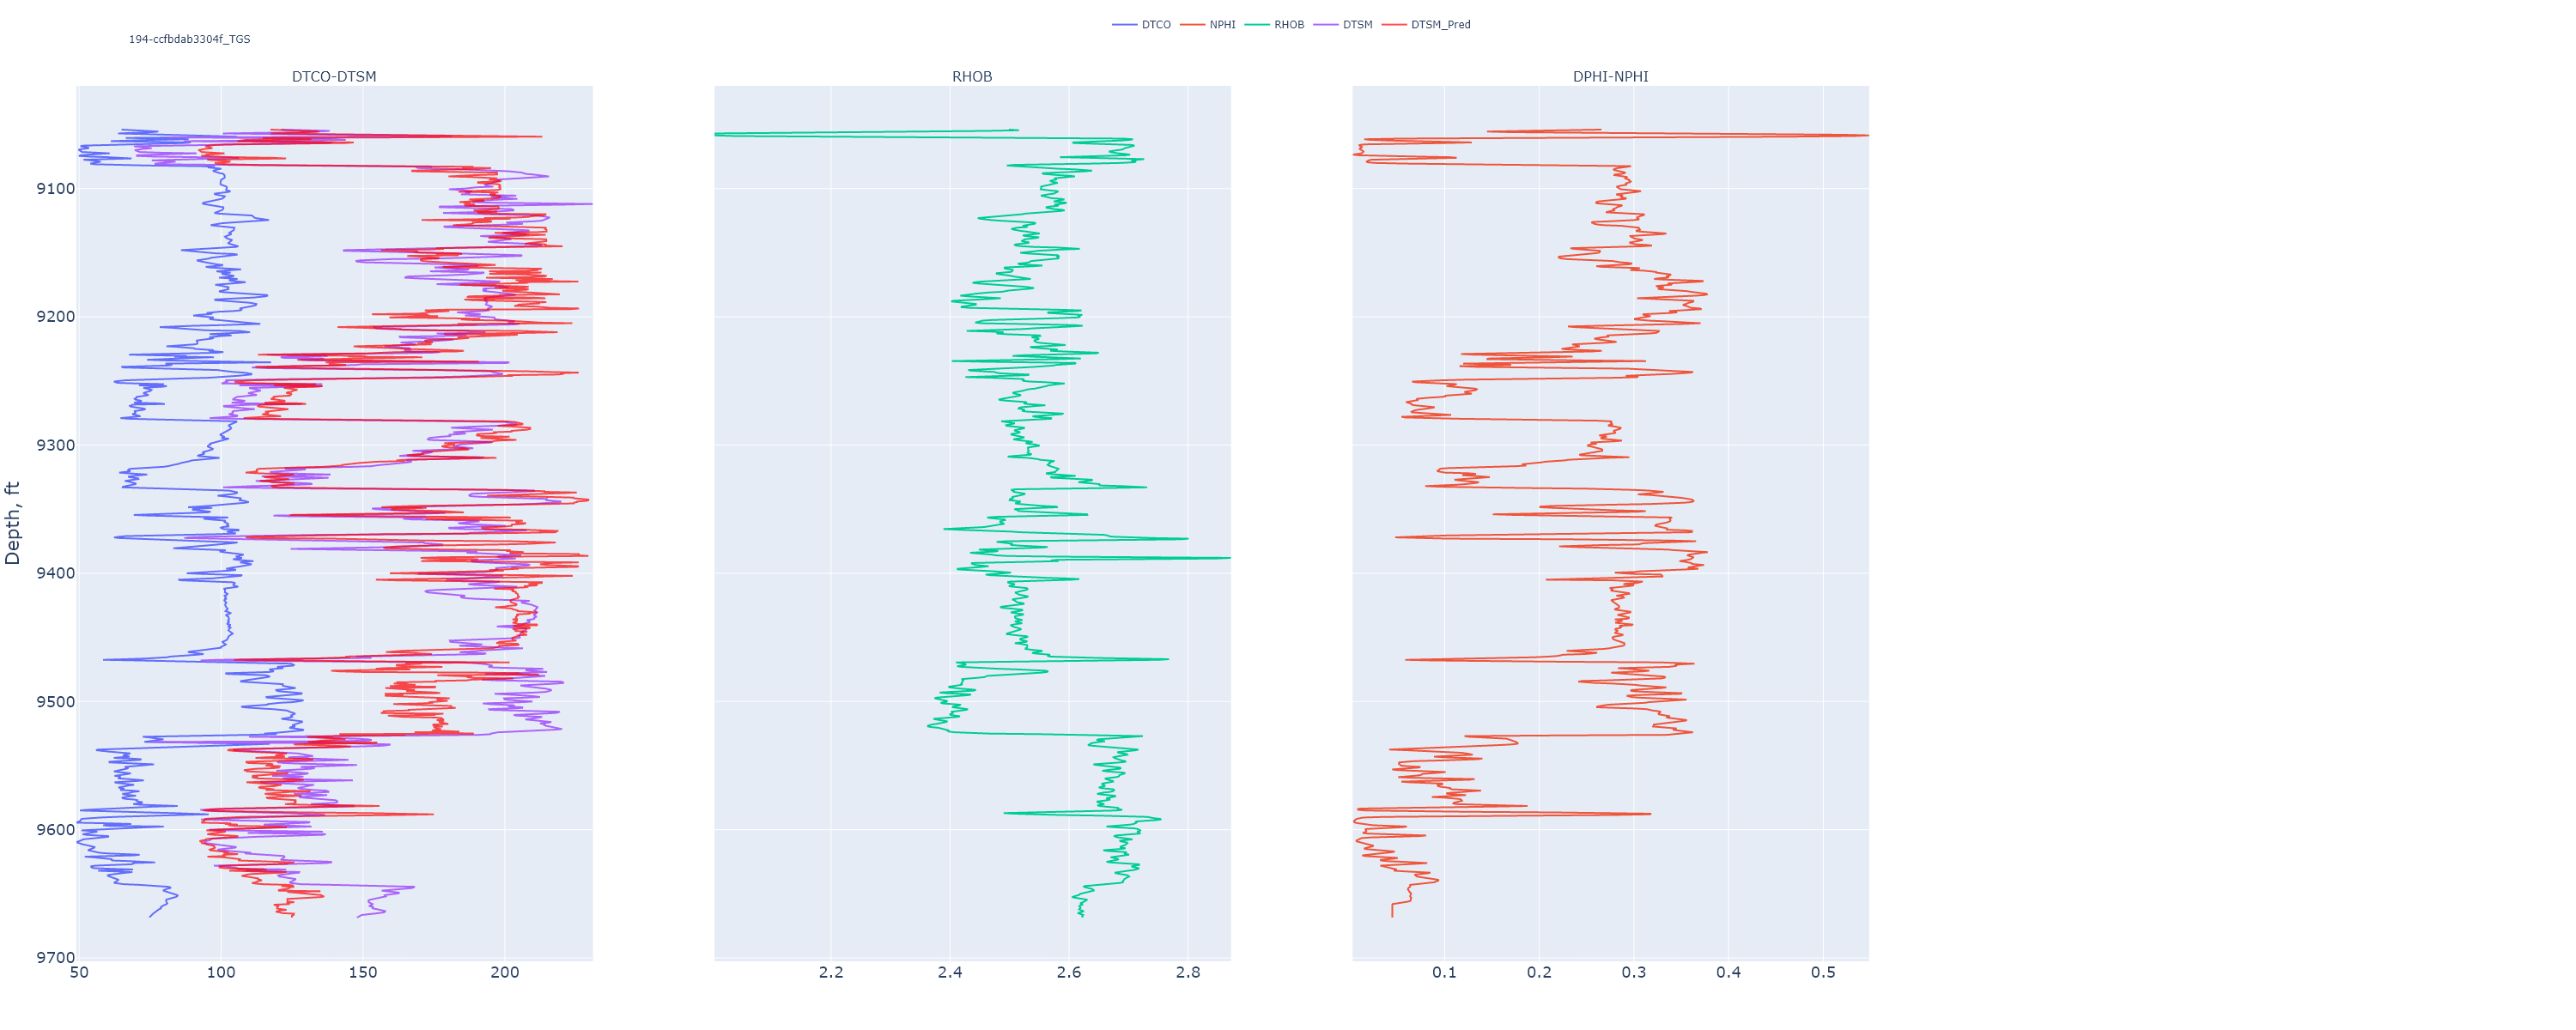 DTCO NPHI RHOB DTSM DTSM_Pred
194-ccfbdab3304f_TGS
DTCO-DTSM RHOB DPHI-NPHI
Depth, ft
9100
9200
9300
9400
9500
9600
9700
50 100 150 200 2.2 2.4 2.6 2.8 0.1 0.2 0.3 0.4 0.5